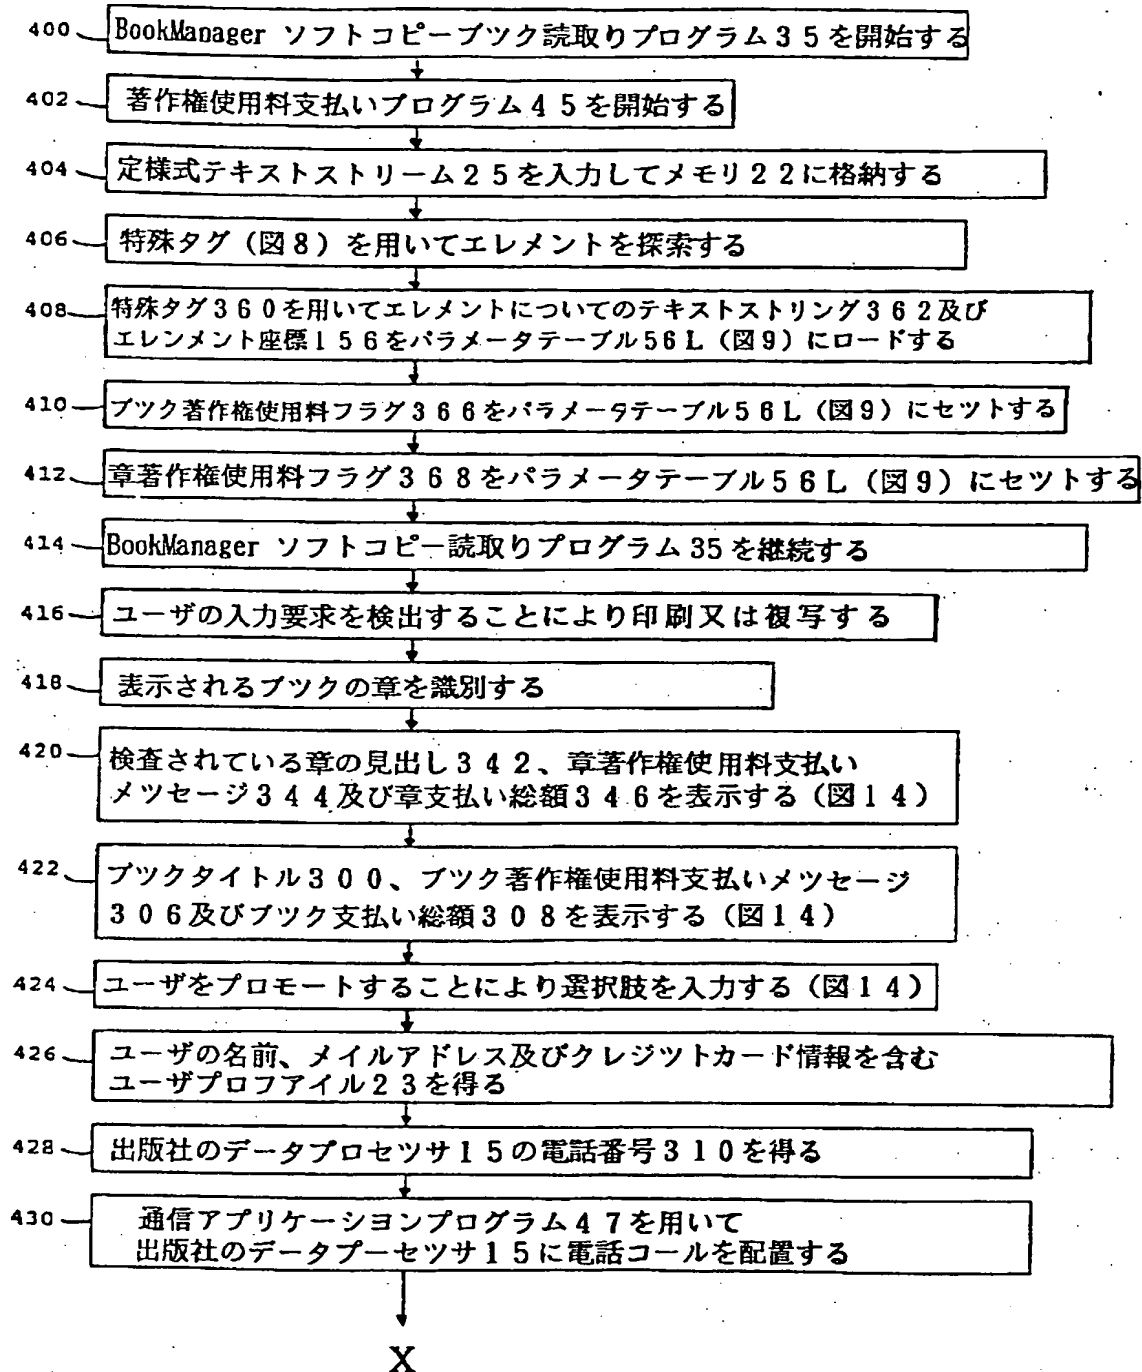 400 BookManager ソフトコピーブツク読取りプログラム35を開始する
402 著作権使用料支払いプログラム45を開始する
404 定様式テキストストリーム25を入力してメモリ22に格納する
406 特殊タグ(図8)を用いてエレメントを探索する
408 特殊タグ360を用いてエレメントについてのテキストストリング362及び
エレンメント座標156をパラメータテーブル56L(図9)にロードする
410 ブツク著作権使用料フラグ366をパラメータテーブル56L(図9)にセツトする
412 章著作権使用料フラグ368をパラメータテーブル56L(図9)にセツトする
414 BookManager ソフトコピー読取りプログラム35を継続する
416 ユーザの入力要求を検出することにより印刷又は複写する
418 表示されるブツクの章を識別する
420 検査されている章の見出し342、章著作権使用料支払い
メツセージ344及び章支払い総額346を表示する(図14)
422 ブツクタイトル300、ブツク著作権使用料支払いメツセージ
306及びブツク支払い総額308を表示する(図14)
424 ユーザをプロモートすることにより選択肢を入力する(図14)
426 ユーザの名前、メイルアドレス及びクレジツトカード情報を含む
ユーザプロフアイル23を得る
428 出版社のデータプロセツサ15の電話番号310を得る
430 通信アプリケーシヨンプログラム47を用いて
出版社のデータプーセツサ15に電話コールを配置する
X